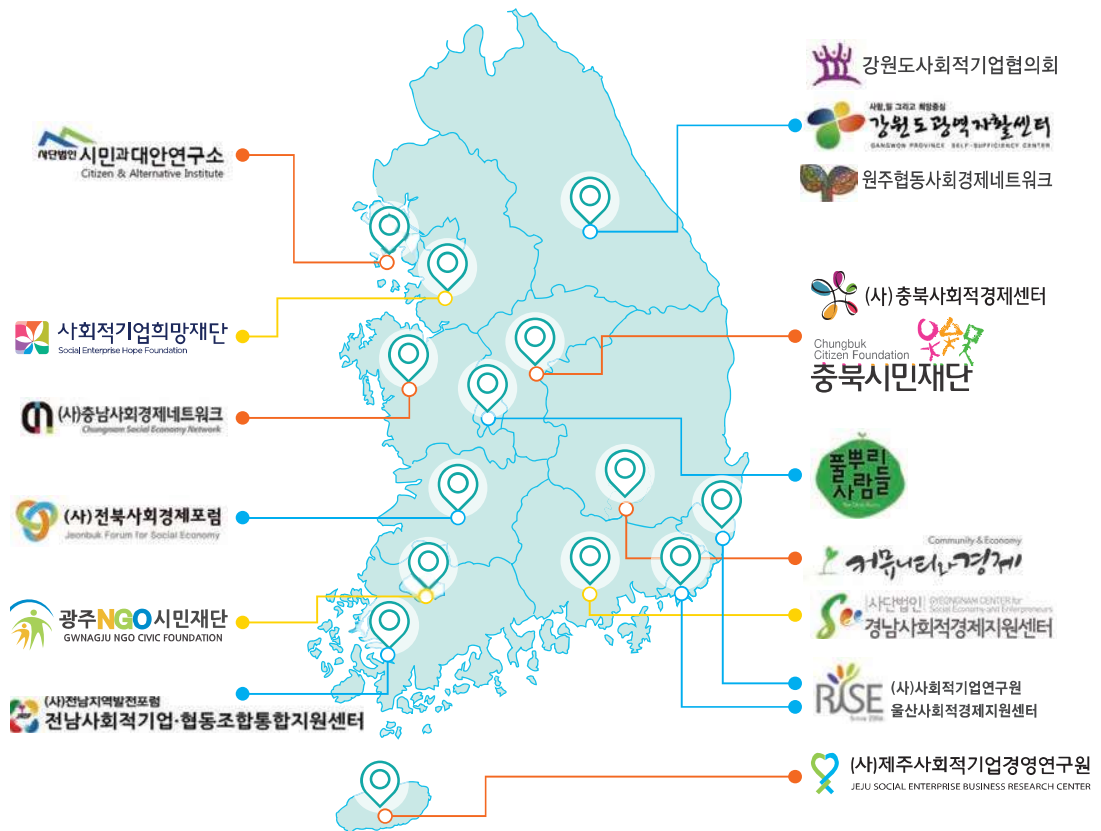 사단법인 시민과대안연구소
Citizen & Alternative Institute
사회적기업희망재단
Social Enterprise Hope Foundation
(사)충남사회경제네트워크
Chungnam Social Economy Network
(사)전북사회경제포럼
Jeonbuk Forum for Social Economy
광주NGO시민재단
GWNAGJU NGO CIVIC FOUNDATION
(사)전남지역발전포럼
전남사회적기업·협동조합통합지원센터
강원도사회적기업협의회
사람,일 그리고 희망중심
강원도광역자활센터
GANGWON PROVINCE SELF-SUFFICIENCY CENTER
원주협동사회경제네트워크
(사)충북사회적경제센터
Chungbuk
Citizen Foundation
충북시민재단
풀뿌리
사람들
Community & Economy
커뮤니티와 경제
사단법인 GYEONGNAM CENTER for
Social Economy and Enterpreneurs
경남사회적경제지원센터
RISE
Since 2006
(사)사회적기업연구원
울산사회적경제지원센터
(사)제주사회적기업경영연구원
JEJU SOCIAL ENTERPRISE BUSINESS RESEARCH CENTER